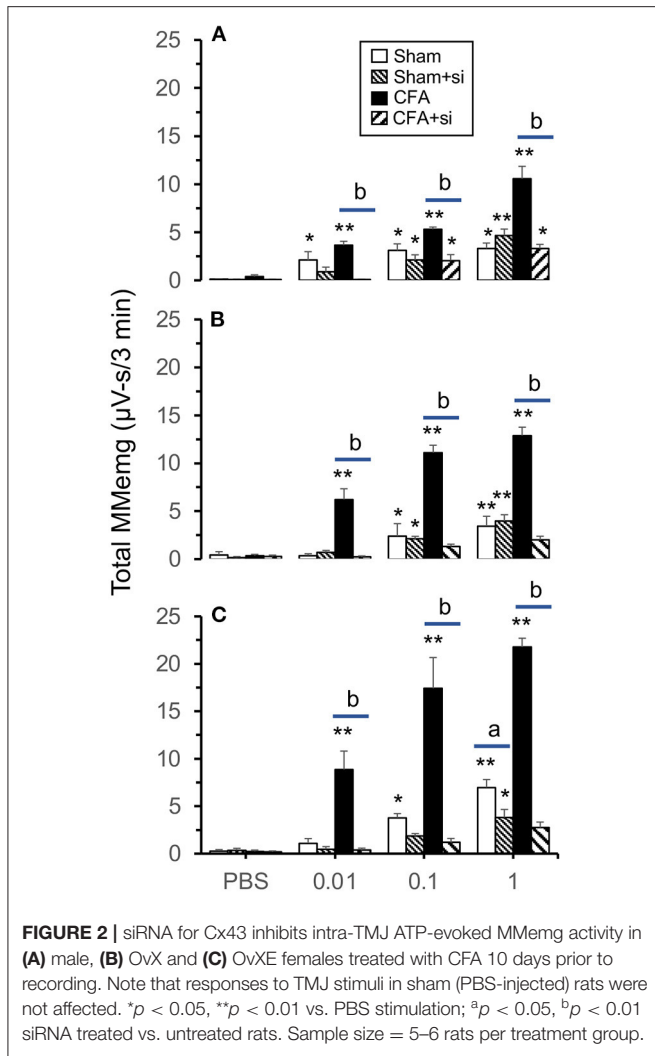 A
Sham
Sham+si
CFA
CFA+si
25
20
15
10
5
0
* ** b
* * ** * b
* ** ** * b
B
25
20
15
10
5
0
** b
* * ** b
** ** ** b
C
25
20
15
10
5
0
** b
* ** b
a ** * ** b
PBS 0.01 0.1 1
Total MMemg (µV-s/3 min)
FIGURE 2 | siRNA for Cx43 inhibits intra-TMJ ATP-evoked MMemg activity in
(A) male, (B) OvX and (C) OvXE females treated with CFA 10 days prior to
recording. Note that responses to TMJ stimuli in sham (PBS-injected) rats were
not affected. *p < 0.05, **p < 0.01 vs. PBS stimulation; ᵃp < 0.05, ᵇp < 0.01
siRNA treated vs. untreated rats. Sample size = 5–6 rats per treatment group.